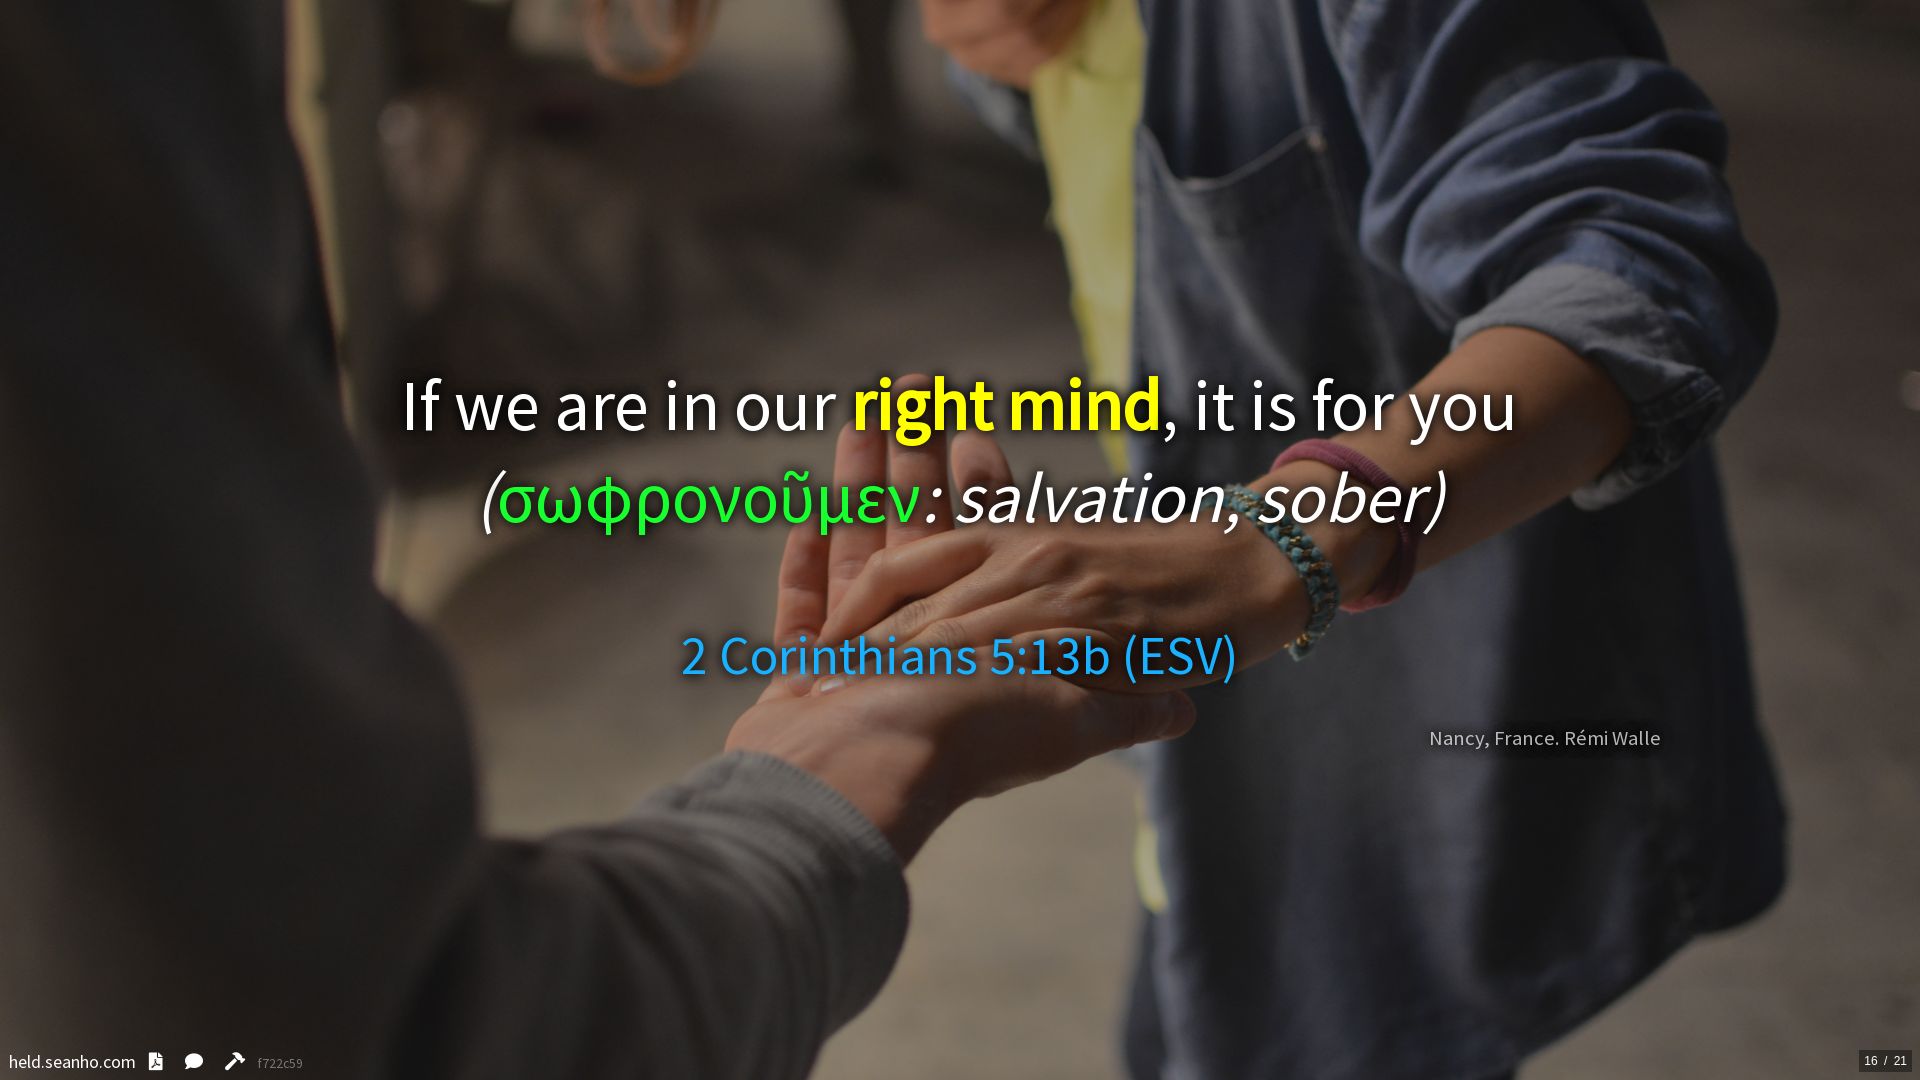 If we are in our right mind, it is for you
(σωφρονοῦμεν: salvation, sober)
2 Corinthians 5:13b (ESV)
Nancy, France. Rémi Walle
held.seanho.com f722c59
16 / 21